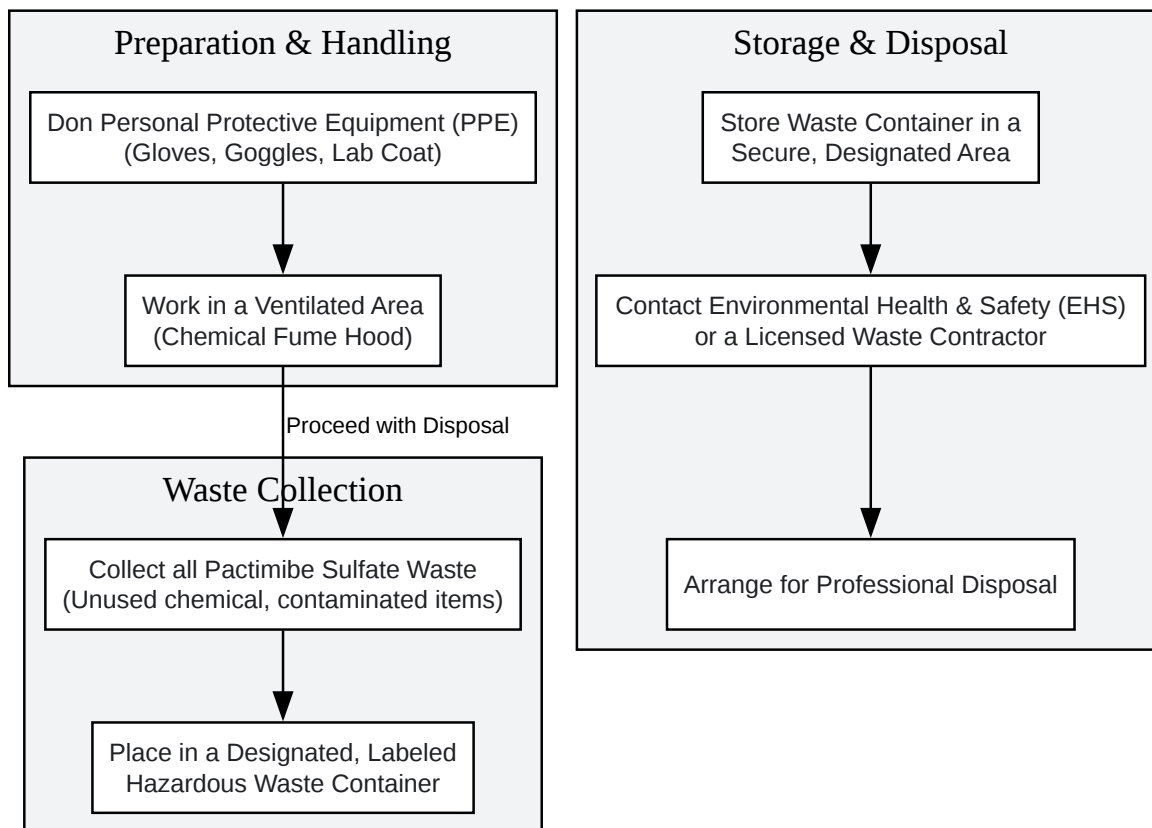 Preparation & Handling
Don Personal Protective Equipment (PPE)
(Gloves, Goggles, Lab Coat)
Work in a Ventilated Area
(Chemical Fume Hood)
Proceed with Disposal
Waste Collection
Collect all Pactimibe Sulfate Waste
(Unused chemical, contaminated items)
Place in a Designated, Labeled
Hazardous Waste Container
Storage & Disposal
Store Waste Container in a
Secure, Designated Area
Contact Environmental Health & Safety (EHS)
or a Licensed Waste Contractor
Arrange for Professional Disposal